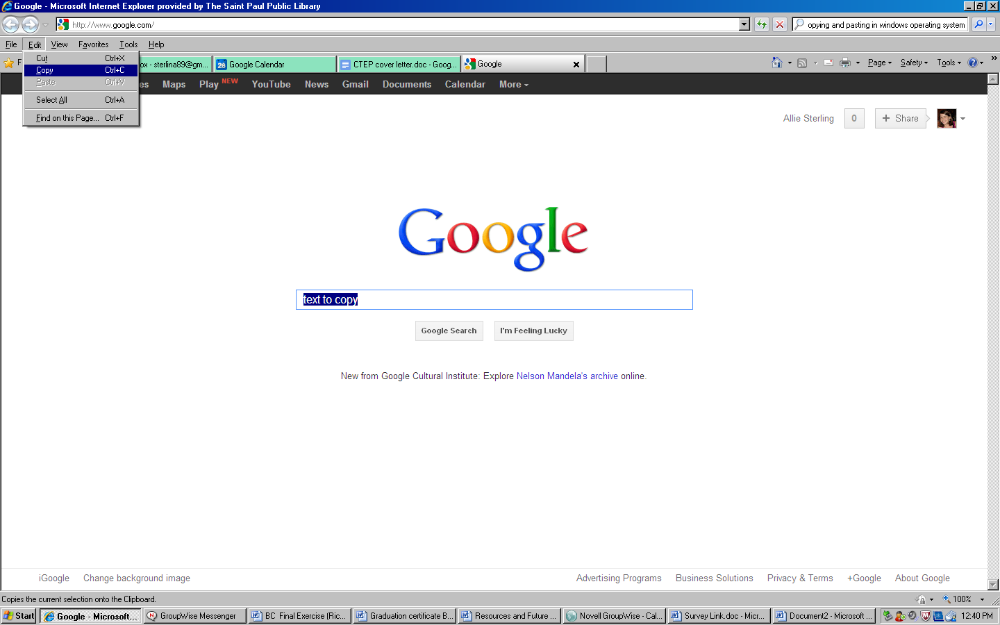 Google - Microsoft Internet Explorer provided by The Saint Paul Public Library
http://www.google.com/
opying and pasting in windows operating system
File Edit View Favorites Tools Help
Cut Ctrl+X
Copy Ctrl+C
Paste Ctrl+V
Select All Ctrl+A
Find on this Page... Ctrl+F
F
ox - sterlina89@gm...
28 Google Calendar
CTEP cover letter.doc - Goog...
Google
Page Safety Tools
es Maps Play NEW YouTube News Gmail Documents Calendar More
Allie Sterling 0 + Share
Google
text to copy
Google Search I'm Feeling Lucky
New from Google Cultural Institute: Explore Nelson Mandela's archive online.
iGoogle Change background image Advertising Programs Business Solutions Privacy & Terms +Google About Google
Copies the current selection onto the Clipboard. 100%
Start Google - Microsoft... GroupWise Messenger BC Final Exercise (Ric... Graduation certificate B... Resources and Future ... Novell GroupWise - Cal... Survey Link.doc - Micr... Document2 - Microsoft ... 12:40 PM